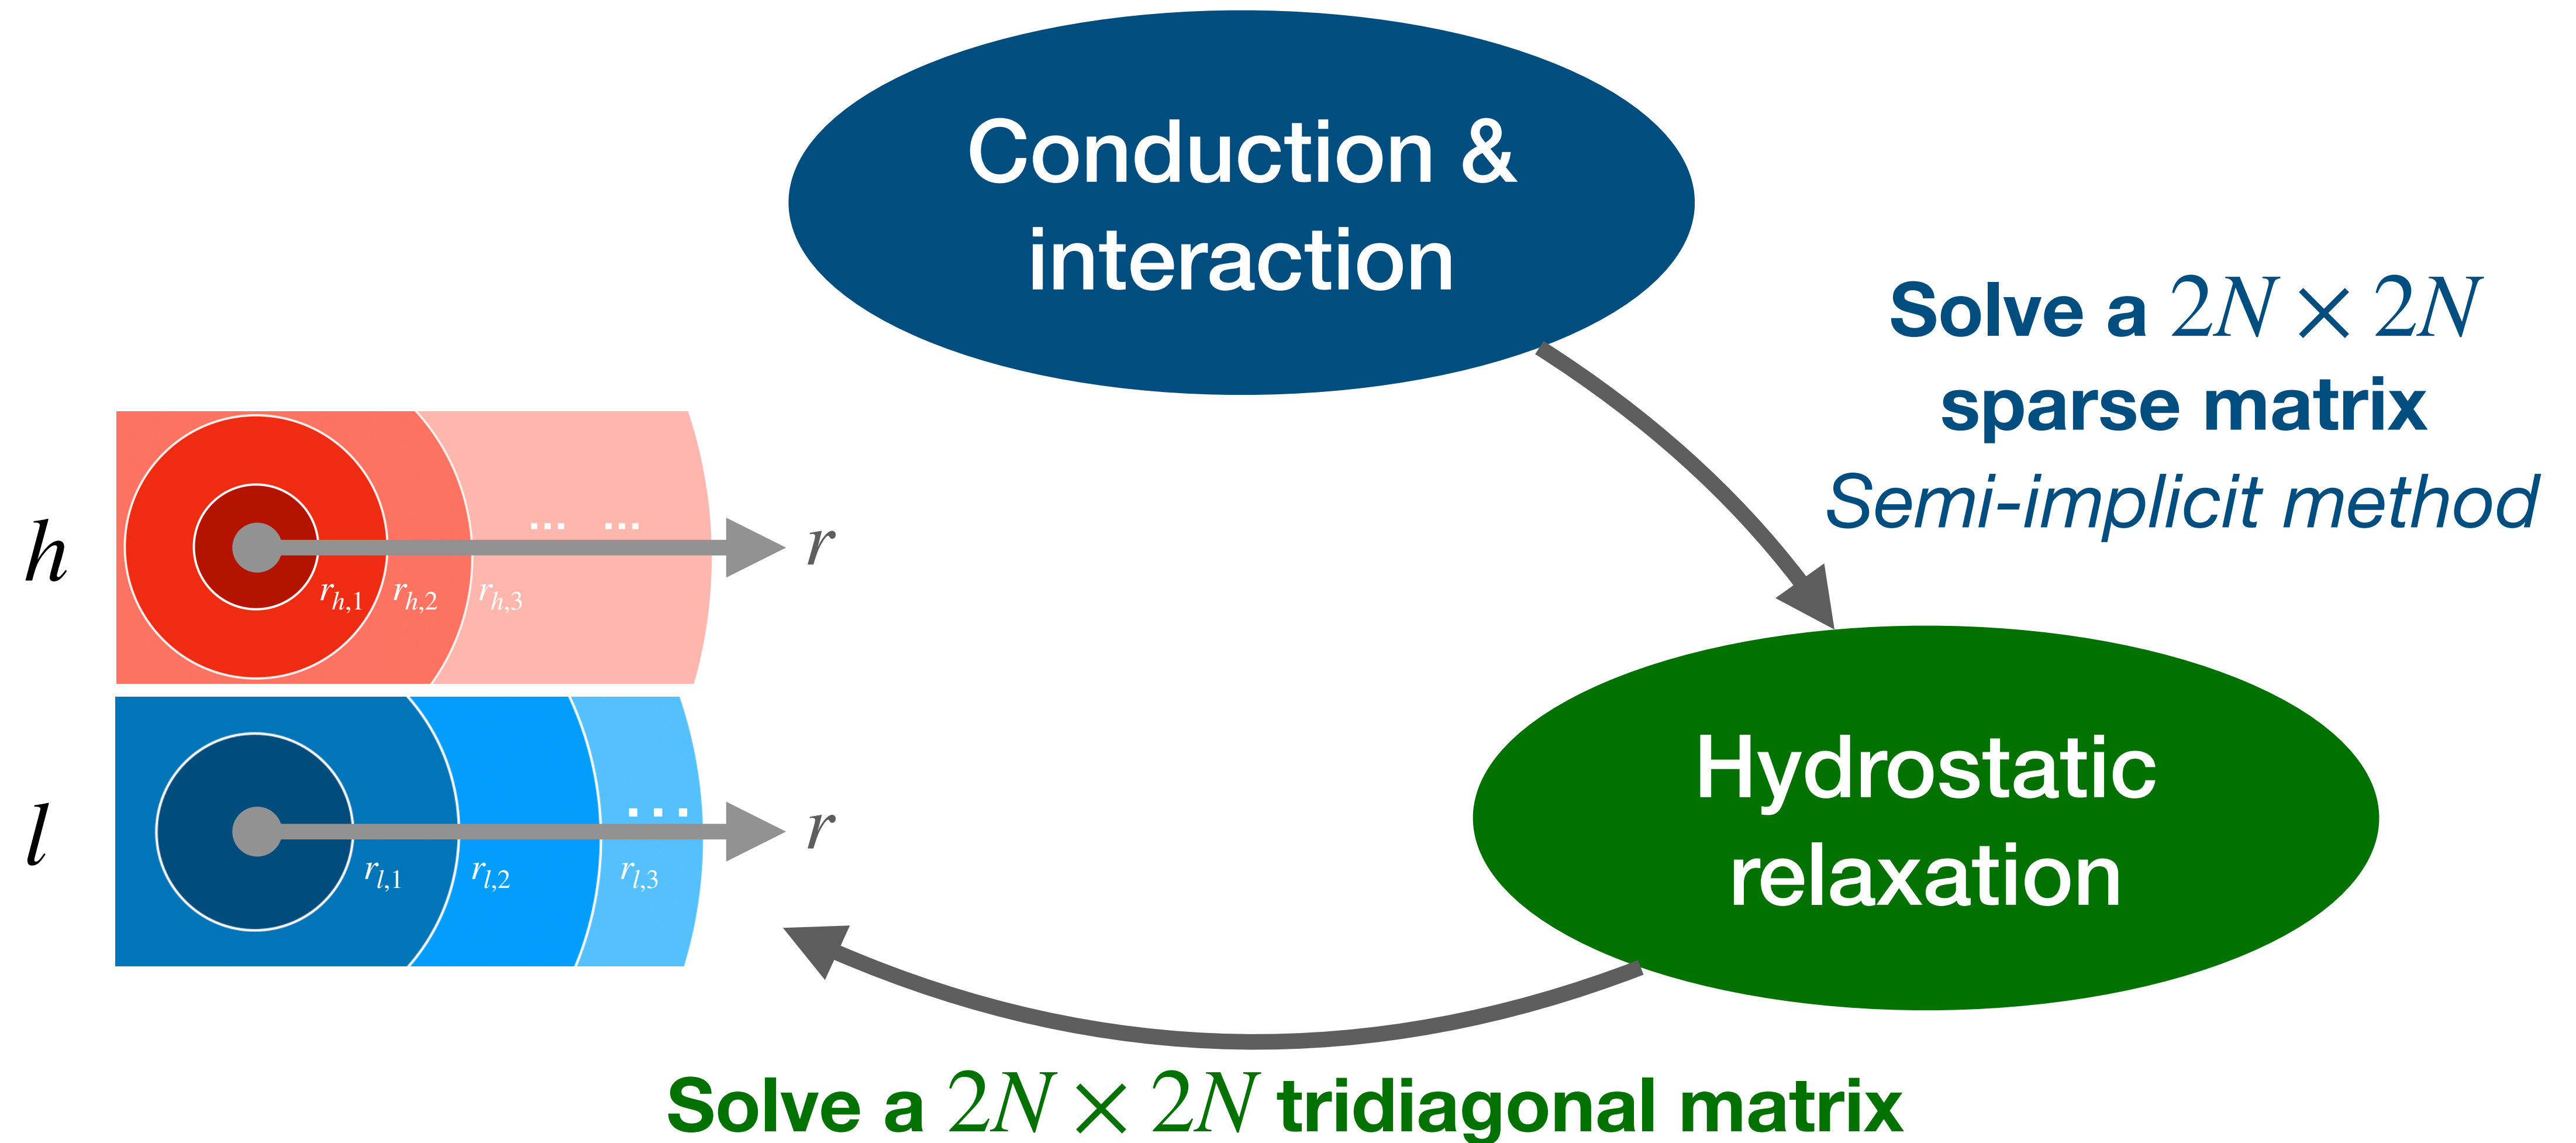 Conduction &
interaction
Solve a 2N × 2N
sparse matrix
Semi-implicit method
h
... ...
r
r_{h,1} r_{h,2} r_{h,3}
l
...
r
r_{l,1} r_{l,2} r_{l,3}
Hydrostatic
relaxation
Solve a 2N × 2N tridiagonal matrix